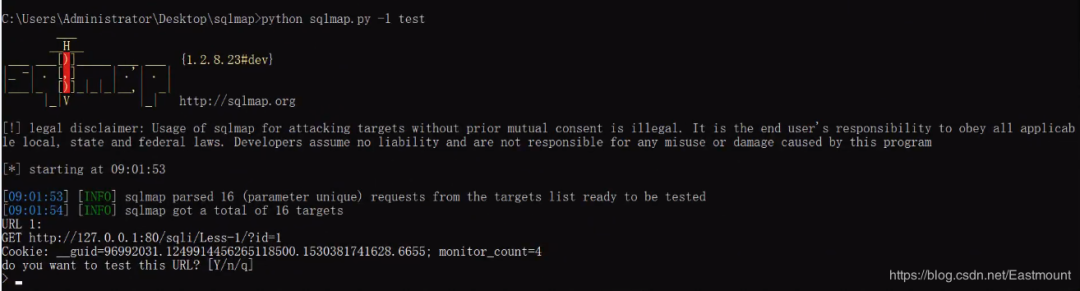 C:\Users\Administrator\Desktop\sqlmap>python sqlmap.py -l test
H
{1.2.8.23#dev}
V http://sqlmap.org
[!] legal disclaimer: Usage of sqlmap for attacking targets without prior mutual consent is illegal. It is the end user's responsibility to obey all applicab
le local, state and federal laws. Developers assume no liability and are not responsible for any misuse or damage caused by this program
[*] starting at 09:01:53
[09:01:53] [INFO] sqlmap parsed 16 (parameter unique) requests from the targets list ready to be tested
[09:01:54] [INFO] sqlmap got a total of 16 targets
URL 1:
GET http://127.0.0.1:80/sqli/Less-1/?id=1
Cookie: __guid=96992031.1249914456265118500.1530381741628.6655; monitor_count=4
do you want to test this URL? [Y/n/q]
>
https://blog.csdn.net/Eastmount